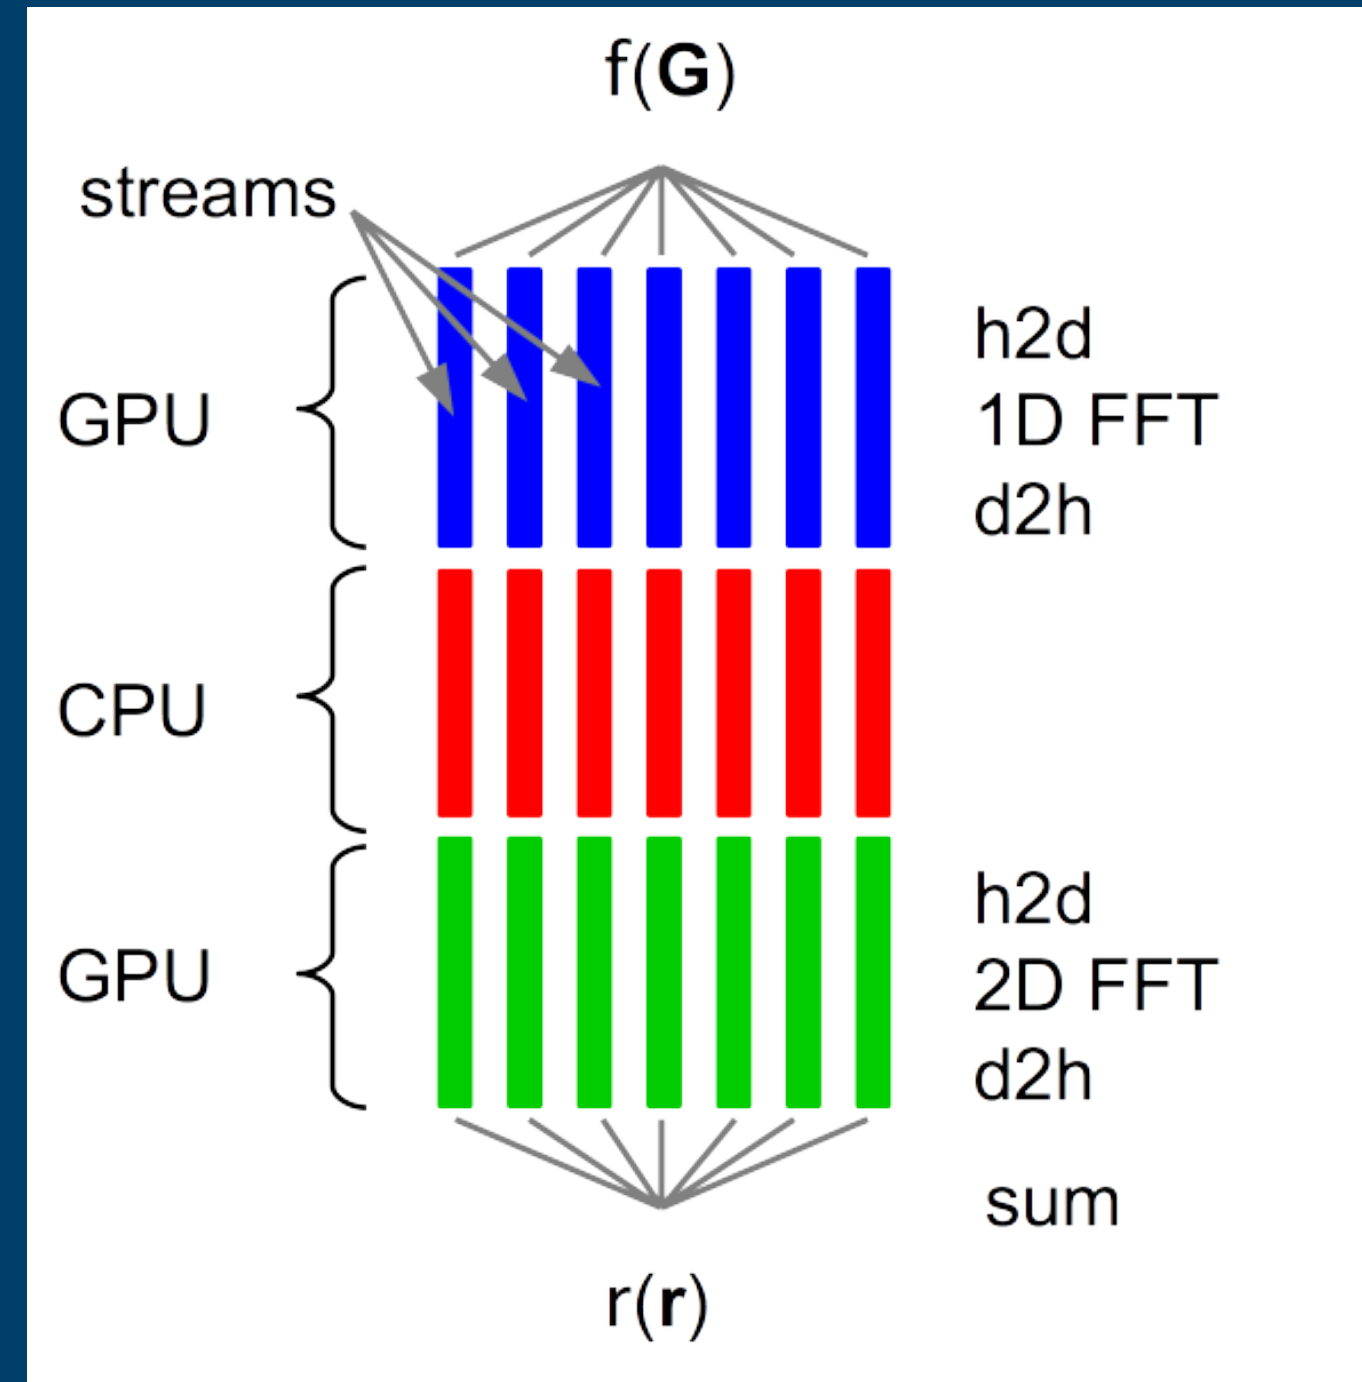 f(G)
streams
GPU
h2d
1D FFT
d2h
CPU
GPU
h2d
2D FFT
d2h
sum
r(r)